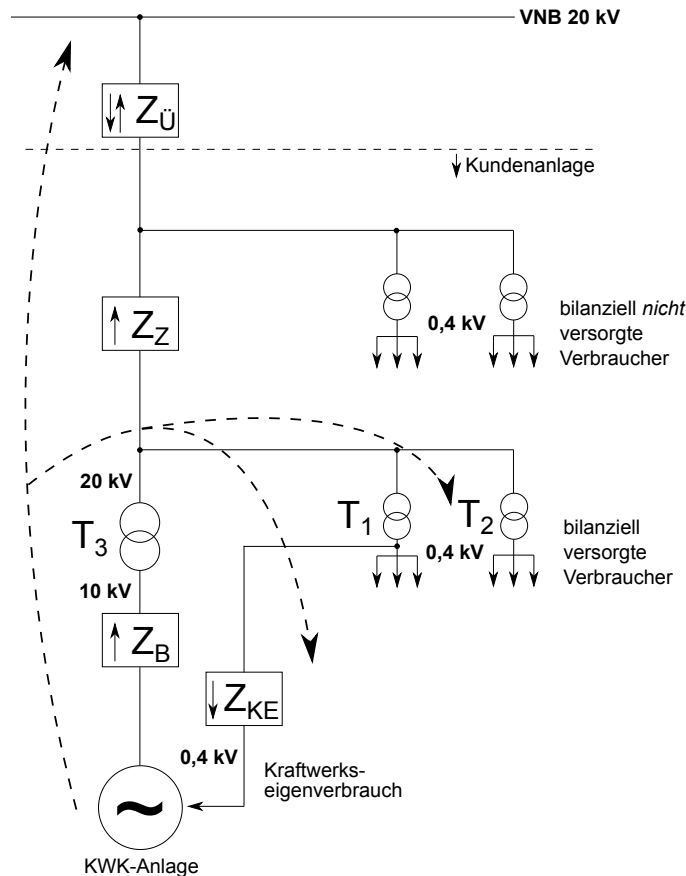 VNB 20 kV
ZÜ
Kundenanlage
ZZ
0,4 kV
bilanziell nicht
versorgte
Verbraucher
20 kV
T3
10 kV
T1
T2
0,4 kV
bilanziell
versorgte
Verbraucher
ZB
ZKE
0,4 kV
Kraftwerks-
eigenverbrauch
~
KWK-Anlage